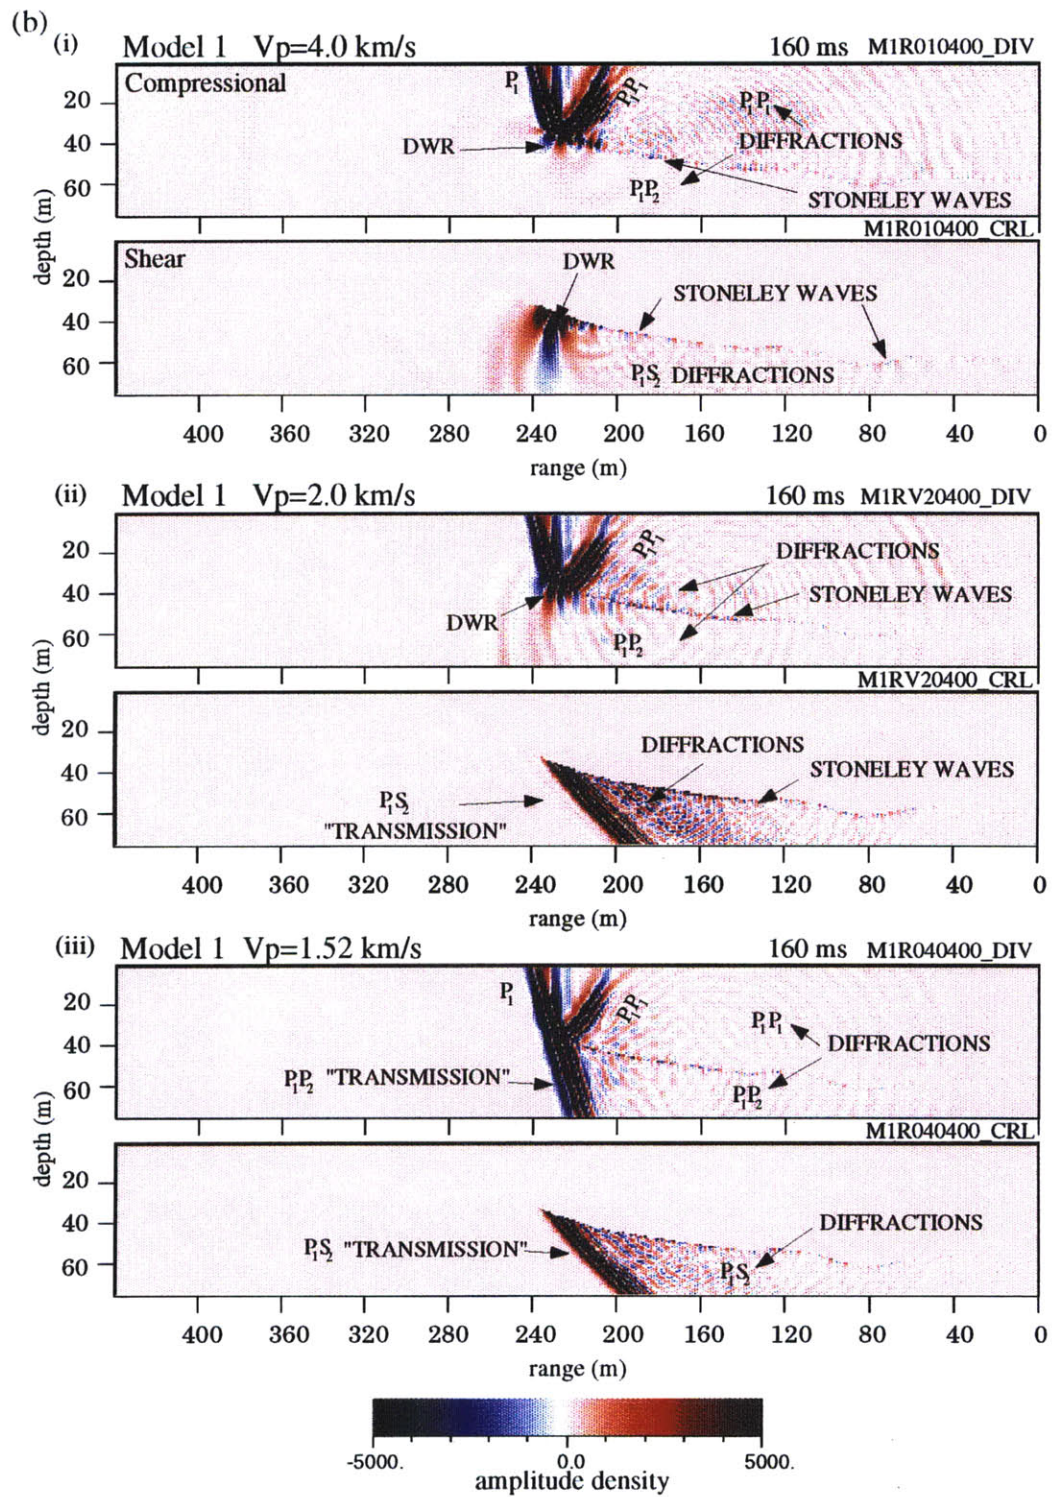 (b)
(i) Model 1 Vp=4.0 km/s 160 ms M1R010400_DIV
Compressional
P1
P1P1
P1P1
20
DWR
DIFFRACTIONS
40
P1P2
60
STONELEY WAVES
depth (m)
M1R010400_CRL
Shear
DWR
20
STONELEY WAVES
40
60
P1S2 DIFFRACTIONS
400 360 320 280 240 200 160 120 80 40 0
range (m)
(ii) Model 1 Vp=2.0 km/s 160 ms M1RV20400_DIV
20
P1P1
DIFFRACTIONS
40
STONELEY WAVES
DWR
60
P1P2
depth (m)
M1RV20400_CRL
20
DIFFRACTIONS
40
STONELEY WAVES
P1S2
60
"TRANSMISSION"
400 360 320 280 240 200 160 120 80 40 0
range (m)
(iii) Model 1 Vp=1.52 km/s 160 ms M1R040400_DIV
P1
20
P1P1
P1P1
40
DIFFRACTIONS
P1P2 "TRANSMISSION"
60
P1P2
depth (m)
M1R040400_CRL
20
40
DIFFRACTIONS
P1S2 "TRANSMISSION"
60
P1S2
400 360 320 280 240 200 160 120 80 40 0
range (m)
-5000. 0.0 5000.
amplitude density